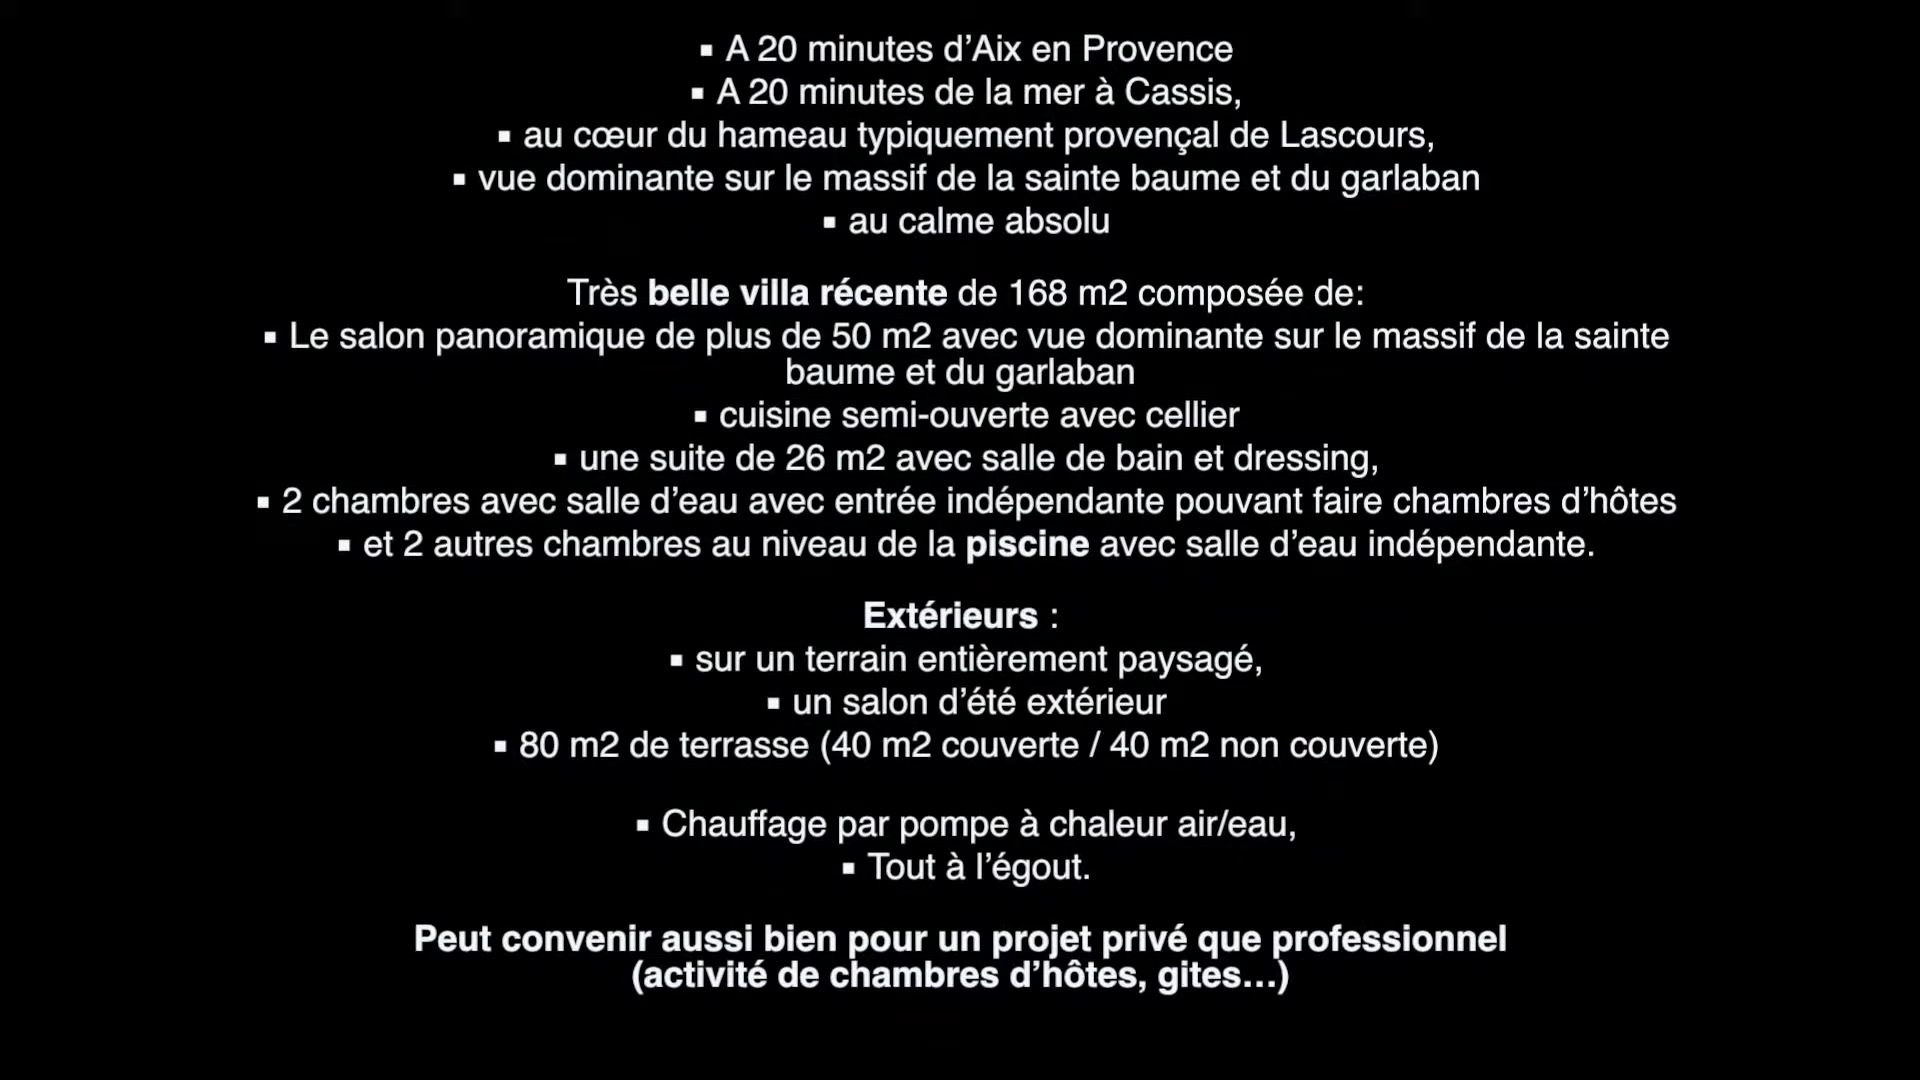 ▪ A 20 minutes d’Aix en Provence
▪ A 20 minutes de la mer à Cassis,
▪ au cœur du hameau typiquement provençal de Lascours,
▪ vue dominante sur le massif de la sainte baume et du garlaban
▪ au calme absolu
Très belle villa récente de 168 m2 composée de:
▪ Le salon panoramique de plus de 50 m2 avec vue dominante sur le massif de la sainte
baume et du garlaban
▪ cuisine semi-ouverte avec cellier
▪ une suite de 26 m2 avec salle de bain et dressing,
▪ 2 chambres avec salle d’eau avec entrée indépendante pouvant faire chambres d’hôtes
▪ et 2 autres chambres au niveau de la piscine avec salle d’eau indépendante.
Extérieurs :
▪ sur un terrain entièrement paysagé,
▪ un salon d’été extérieur
▪ 80 m2 de terrasse (40 m2 couverte / 40 m2 non couverte)
▪ Chauffage par pompe à chaleur air/eau,
▪ Tout à l’égout.
Peut convenir aussi bien pour un projet privé que professionnel
(activité de chambres d’hôtes, gites…)